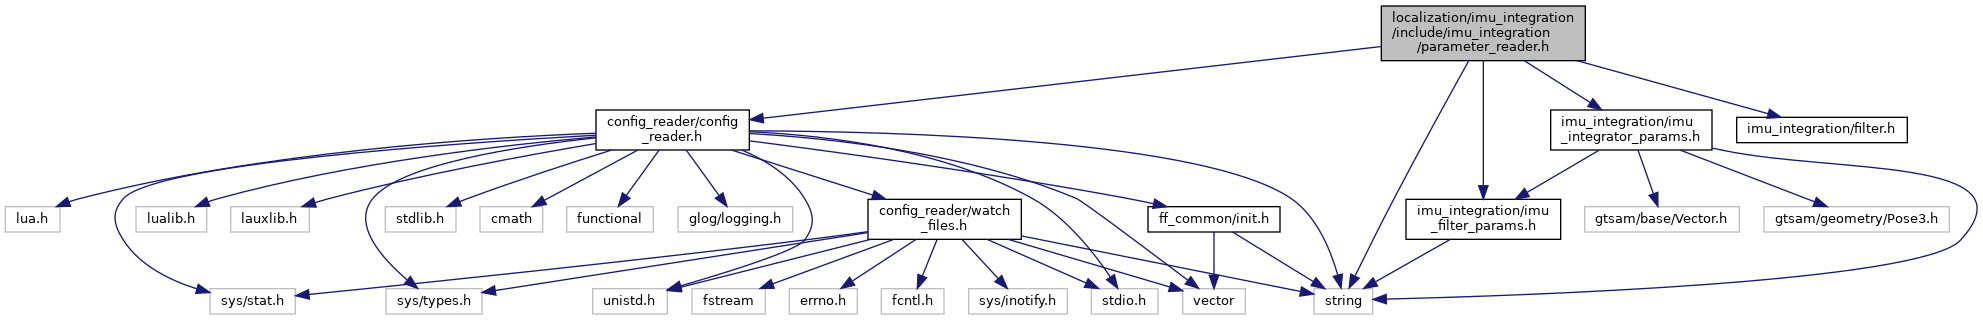 localization/imu_integration
/include/imu_integration
/parameter_reader.h
config_reader/config
_reader.h
imu_integration/imu
_integrator_params.h
imu_integration/filter.h
lua.h
lualib.h
lauxlib.h
stdlib.h
cmath
functional
glog/logging.h
config_reader/watch
_files.h
ff_common/init.h
imu_integration/imu
_filter_params.h
gtsam/base/Vector.h
gtsam/geometry/Pose3.h
sys/stat.h
sys/types.h
unistd.h
fstream
errno.h
fcntl.h
sys/inotify.h
stdio.h
vector
string